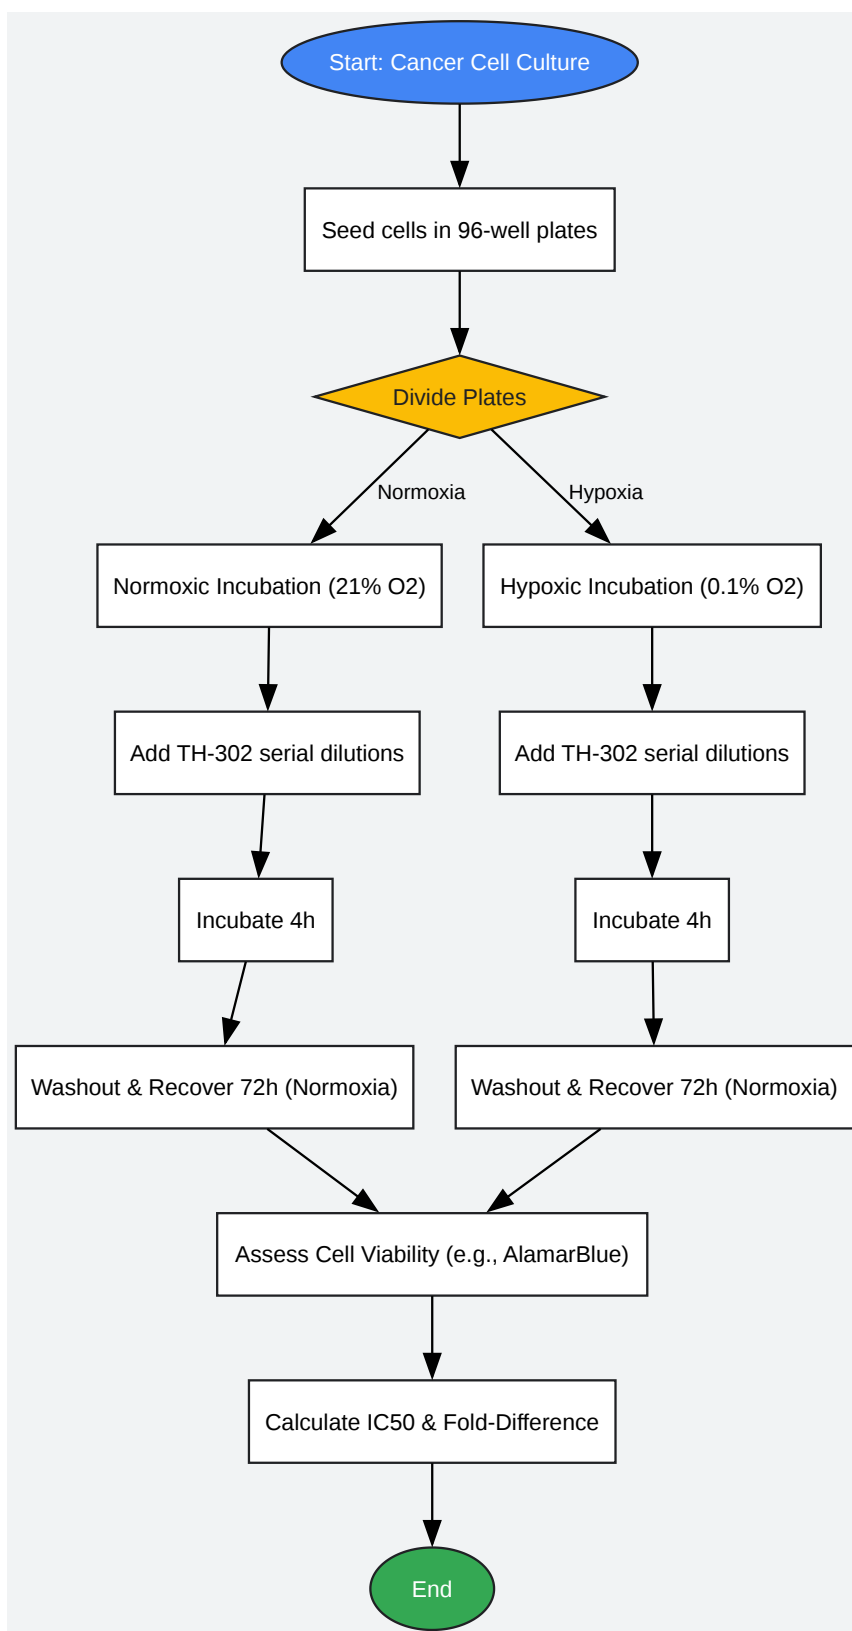 Start: Cancer Cell Culture
Seed cells in 96-well plates
Divide Plates
Normoxia
Hypoxia
Normoxic Incubation (21% O2)
Hypoxic Incubation (0.1% O2)
Add TH-302 serial dilutions
Add TH-302 serial dilutions
Incubate 4h
Incubate 4h
Washout & Recover 72h (Normoxia)
Washout & Recover 72h (Normoxia)
Assess Cell Viability (e.g., AlamarBlue)
Calculate IC50 & Fold-Difference
End